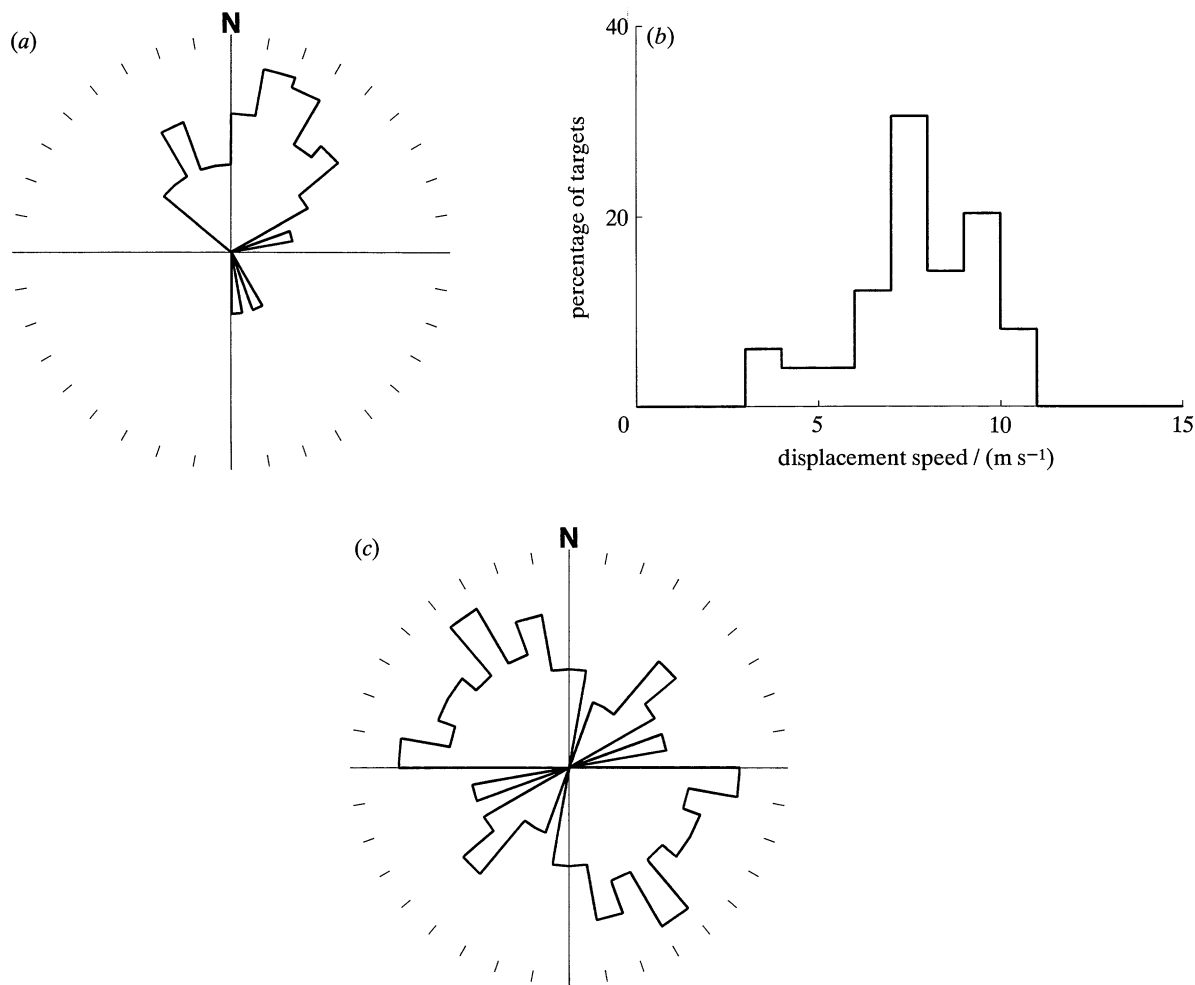 (a)
N
(b)
40
20
percentage of targets
0
5
10
15
displacement speed / (m s⁻¹)
(c)
N